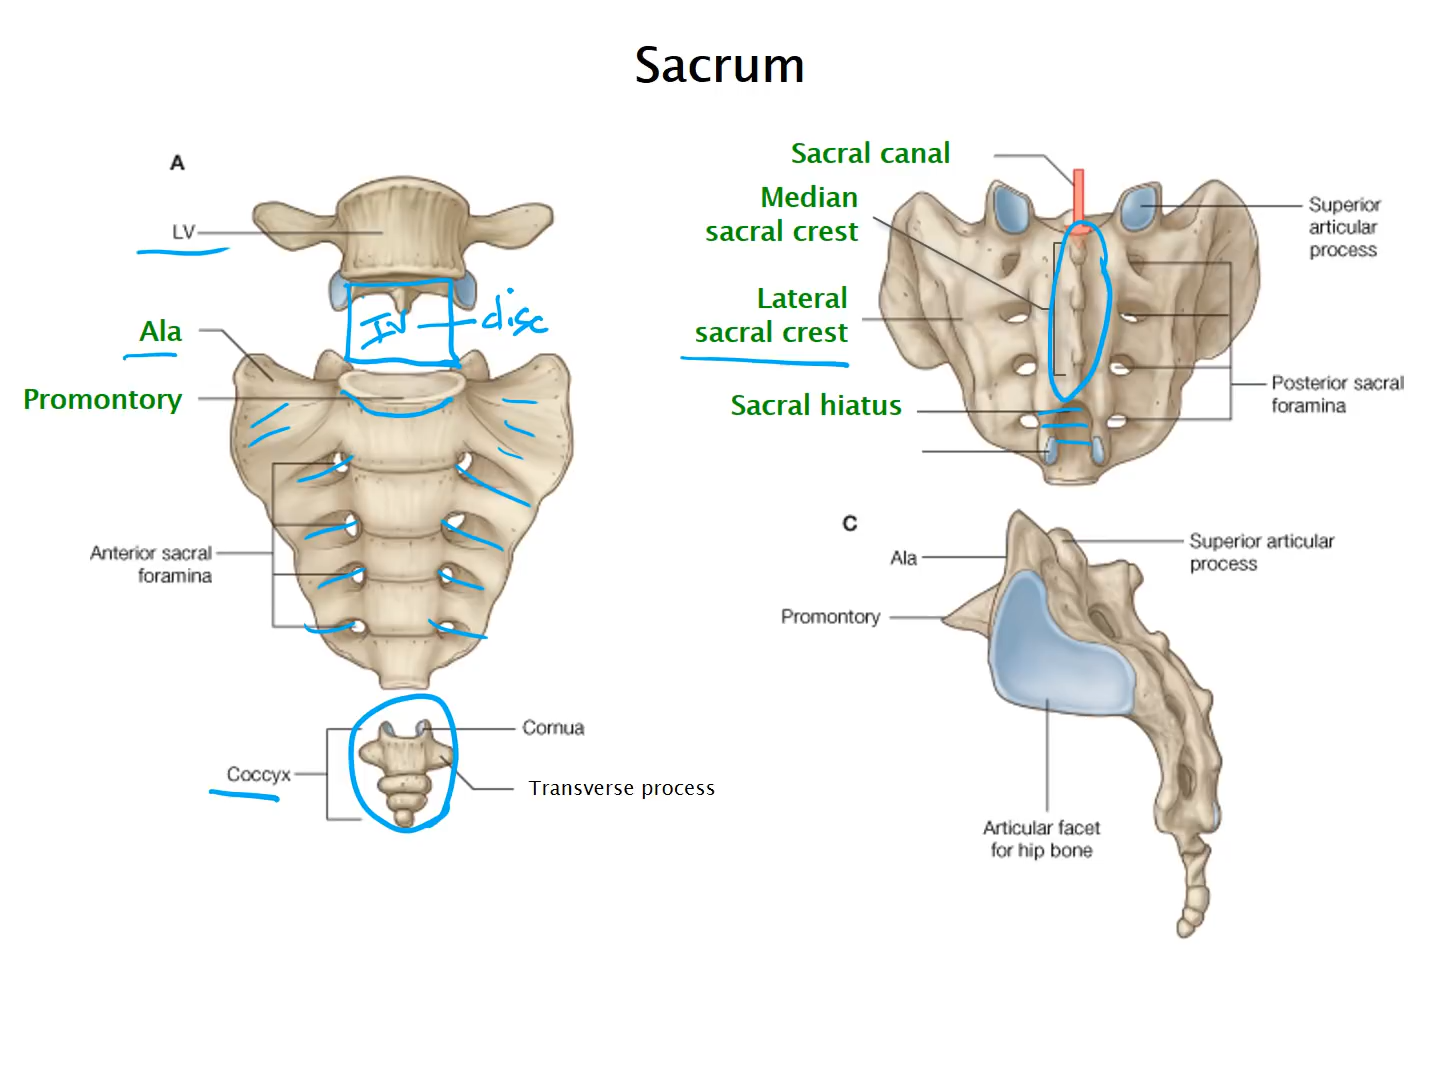 Sacrum
A
LV
IV
disc
Ala
Promontory
Anterior sacral
foramina
Coccyx
Cornua
Transverse process
Sacral canal
Median
sacral crest
Lateral
sacral crest
Sacral hiatus
Superior
articular
process
Posterior sacral
foramina
C
Ala
Promontory
Superior articular
process
Articular facet
for hip bone